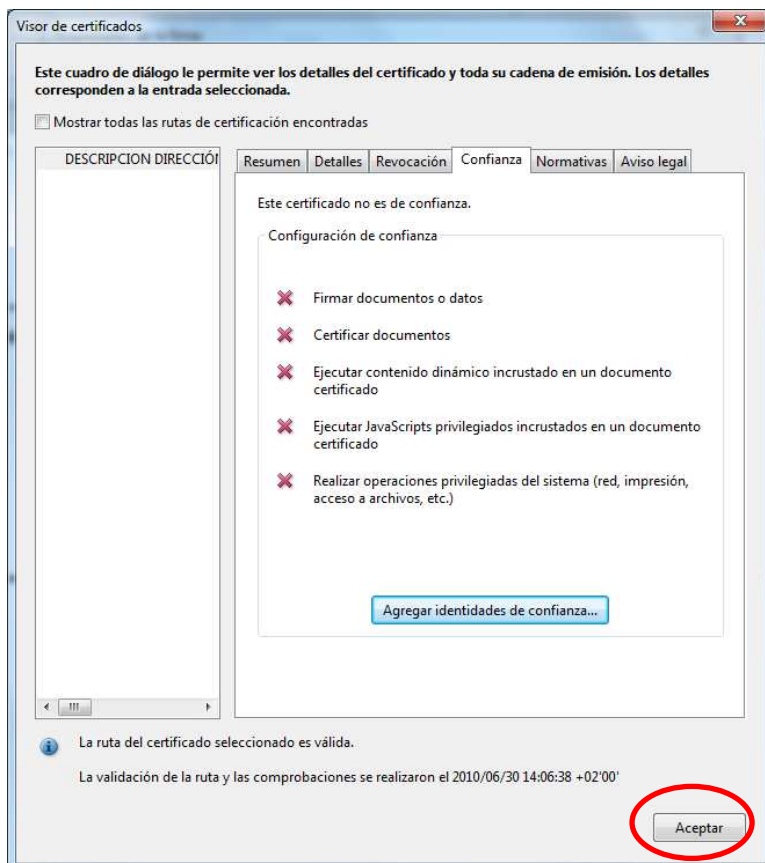 Visor de certificados
Este cuadro de diálogo le permite ver los detalles del certificado y toda su cadena de emisión. Los detalles
corresponden a la entrada seleccionada.
Mostrar todas las rutas de certificación encontradas
DESCRIPCION DIRECCIÓN
Resumen Detalles Revocación Confianza Normativas Aviso legal
Este certificado no es de confianza.
Configuración de confianza
Firmar documentos o datos
Certificar documentos
Ejecutar contenido dinámico incrustado en un documento
certificado
Ejecutar JavaScripts privilegiados incrustados en un documento
certificado
Realizar operaciones privilegiadas del sistema (red, impresión,
acceso a archivos, etc.)
Agregar identidades de confianza...
La ruta del certificado seleccionado es válida.
La validación de la ruta y las comprobaciones se realizaron el 2010/06/30 14:06:38 +02'00'
Aceptar